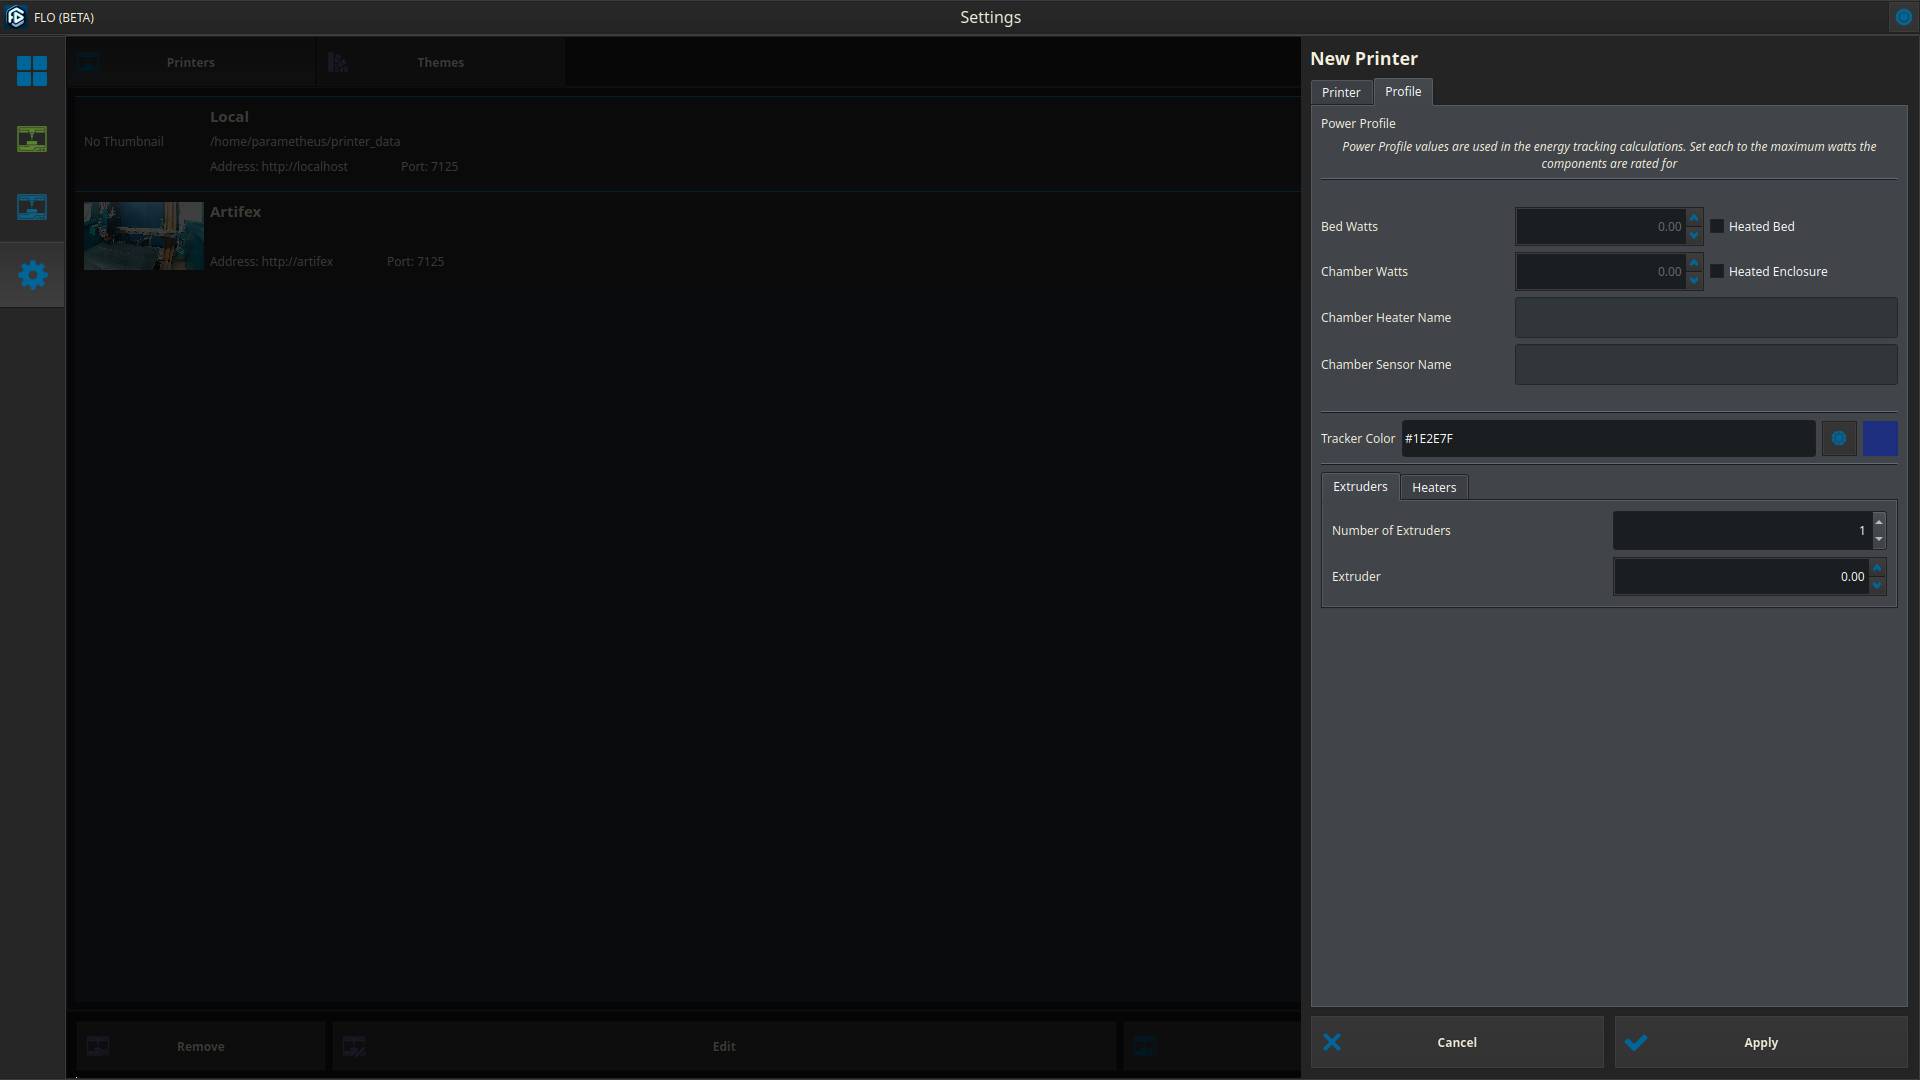 FLO (BETA)
Settings
Printers
Themes
No Thumbnail
Local
/home/parametheus/printer_data
Address: http://localhost
Port: 7125
Artifex
Address: http://artifex
Port: 7125
Remove
Edit
New Printer
Printer
Profile
Power Profile
Power Profile values are used in the energy tracking calculations. Set each to the maximum watts the
components are rated for
Bed Watts
0.00
Heated Bed
Chamber Watts
0.00
Heated Enclosure
Chamber Heater Name
Chamber Sensor Name
Tracker Color
#1E2E7F
Extruders
Heaters
Number of Extruders
1
Extruder
0.00
Cancel
Apply